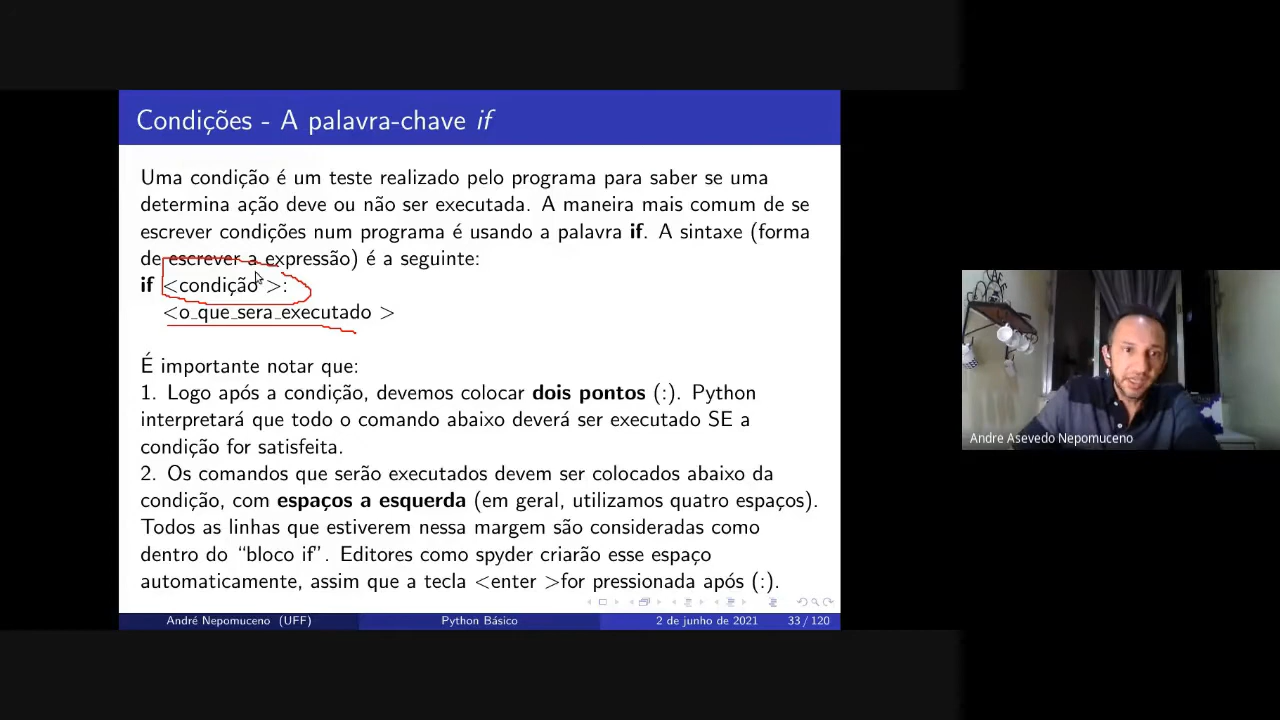 Condições - A palavra-chave if
Uma condição é um teste realizado pelo programa para saber se uma
determina ação deve ou não ser executada. A maneira mais comum de se
escrever condições num programa é usando a palavra if. A sintaxe (forma
de escrever a expressão) é a seguinte:
if <condição >:
<o_que_sera_executado >
É importante notar que:
1. Logo após a condição, devemos colocar dois pontos (:). Python
interpretará que todo o comando abaixo deverá ser executado SE a
condição for satisfeita.
2. Os comandos que serão executados devem ser colocados abaixo da
condição, com espaços a esquerda (em geral, utilizamos quatro espaços).
Todos as linhas que estiverem nessa margem são consideradas como
dentro do “bloco if”. Editores como spyder criarão esse espaço
automaticamente, assim que a tecla <enter >for pressionada após (:).
André Nepomuceno (UFF) Python Básico 2 de junho de 2021 33 / 120
Andre Asevedo Nepomuceno